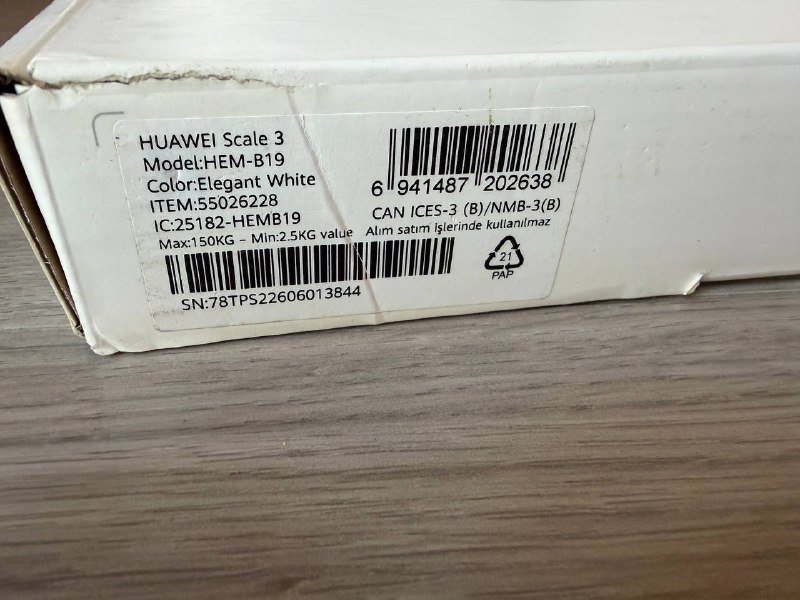 HUAWEI Scale 3
Model:HEM-B19
Color:Elegant White
ITEM:55026228
IC:25182-HEMB19
Max:150KG – Min:2.5KG value
SN:78TPS22606013844
6 941487 202638
CAN ICES-3 (B)/NMB-3(B)
Alım satım işlerinde kullanılmaz
21
PAP